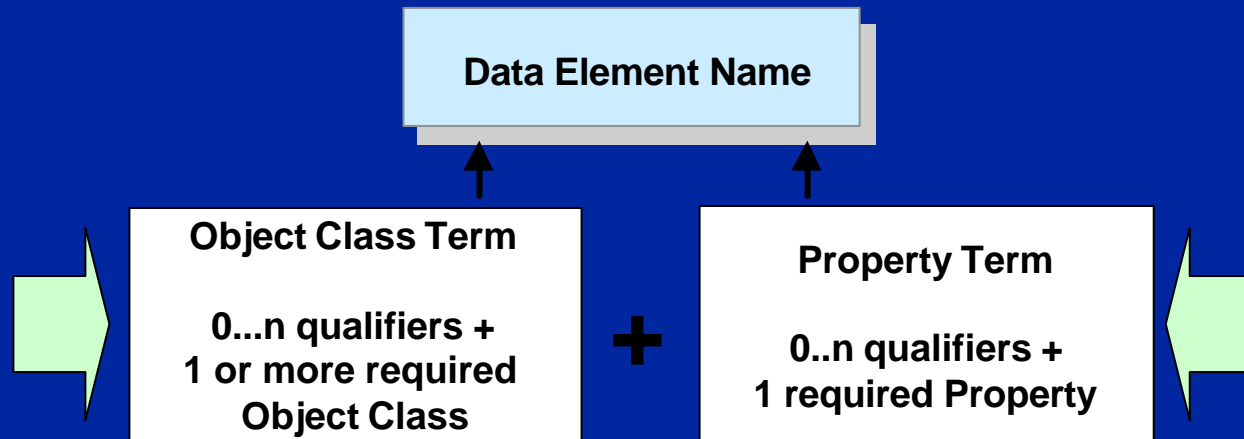 Data Element Name
Object Class Term
0...n qualifiers +
1 or more required
Object Class
+
Property Term
0..n qualifiers +
1 required Property